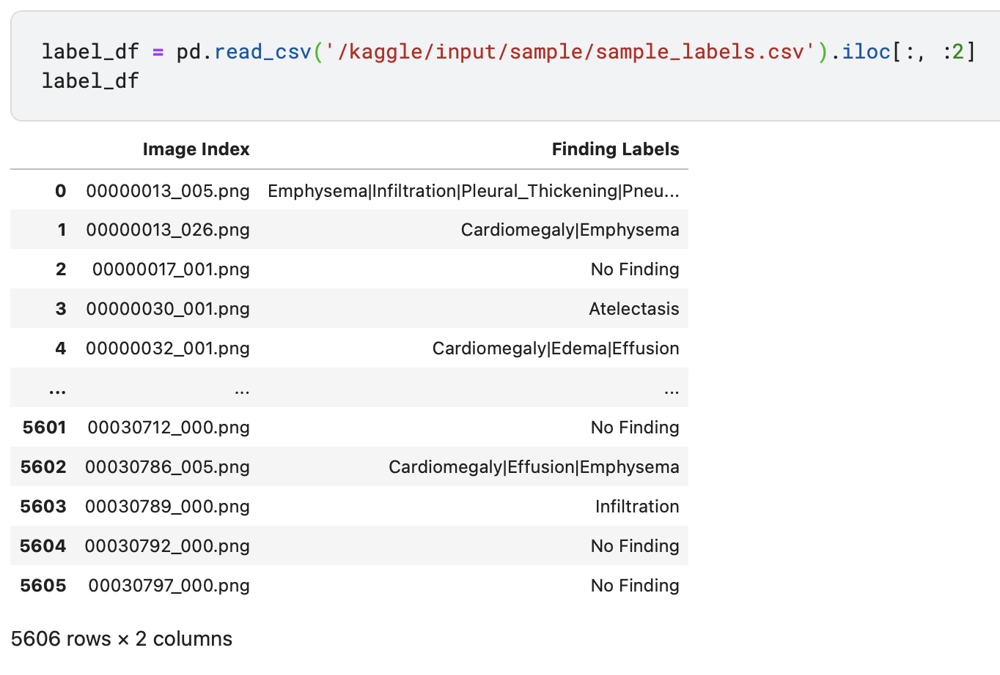 label_df = pd.read_csv('/kaggle/input/sample/sample_labels.csv').iloc[:, :2]
label_df
Image Index Finding Labels
0 00000013_005.png Emphysema|Infiltration|Pleural_Thickening|Pneu...
1 00000013_026.png Cardiomegaly|Emphysema
2 00000017_001.png No Finding
3 00000030_001.png Atelectasis
4 00000032_001.png Cardiomegaly|Edema|Effusion
... ... ...
5601 00030712_000.png No Finding
5602 00030786_005.png Cardiomegaly|Effusion|Emphysema
5603 00030789_000.png Infiltration
5604 00030792_000.png No Finding
5605 00030797_000.png No Finding
5606 rows × 2 columns